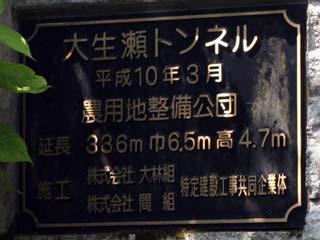 大生瀬トンネル
平成10年3月
農用地整備公団
延長 336m 巾6.5m 高4.7m
施工 株式会社 大林組 特定建設工事共同企業体
株式会社 間組